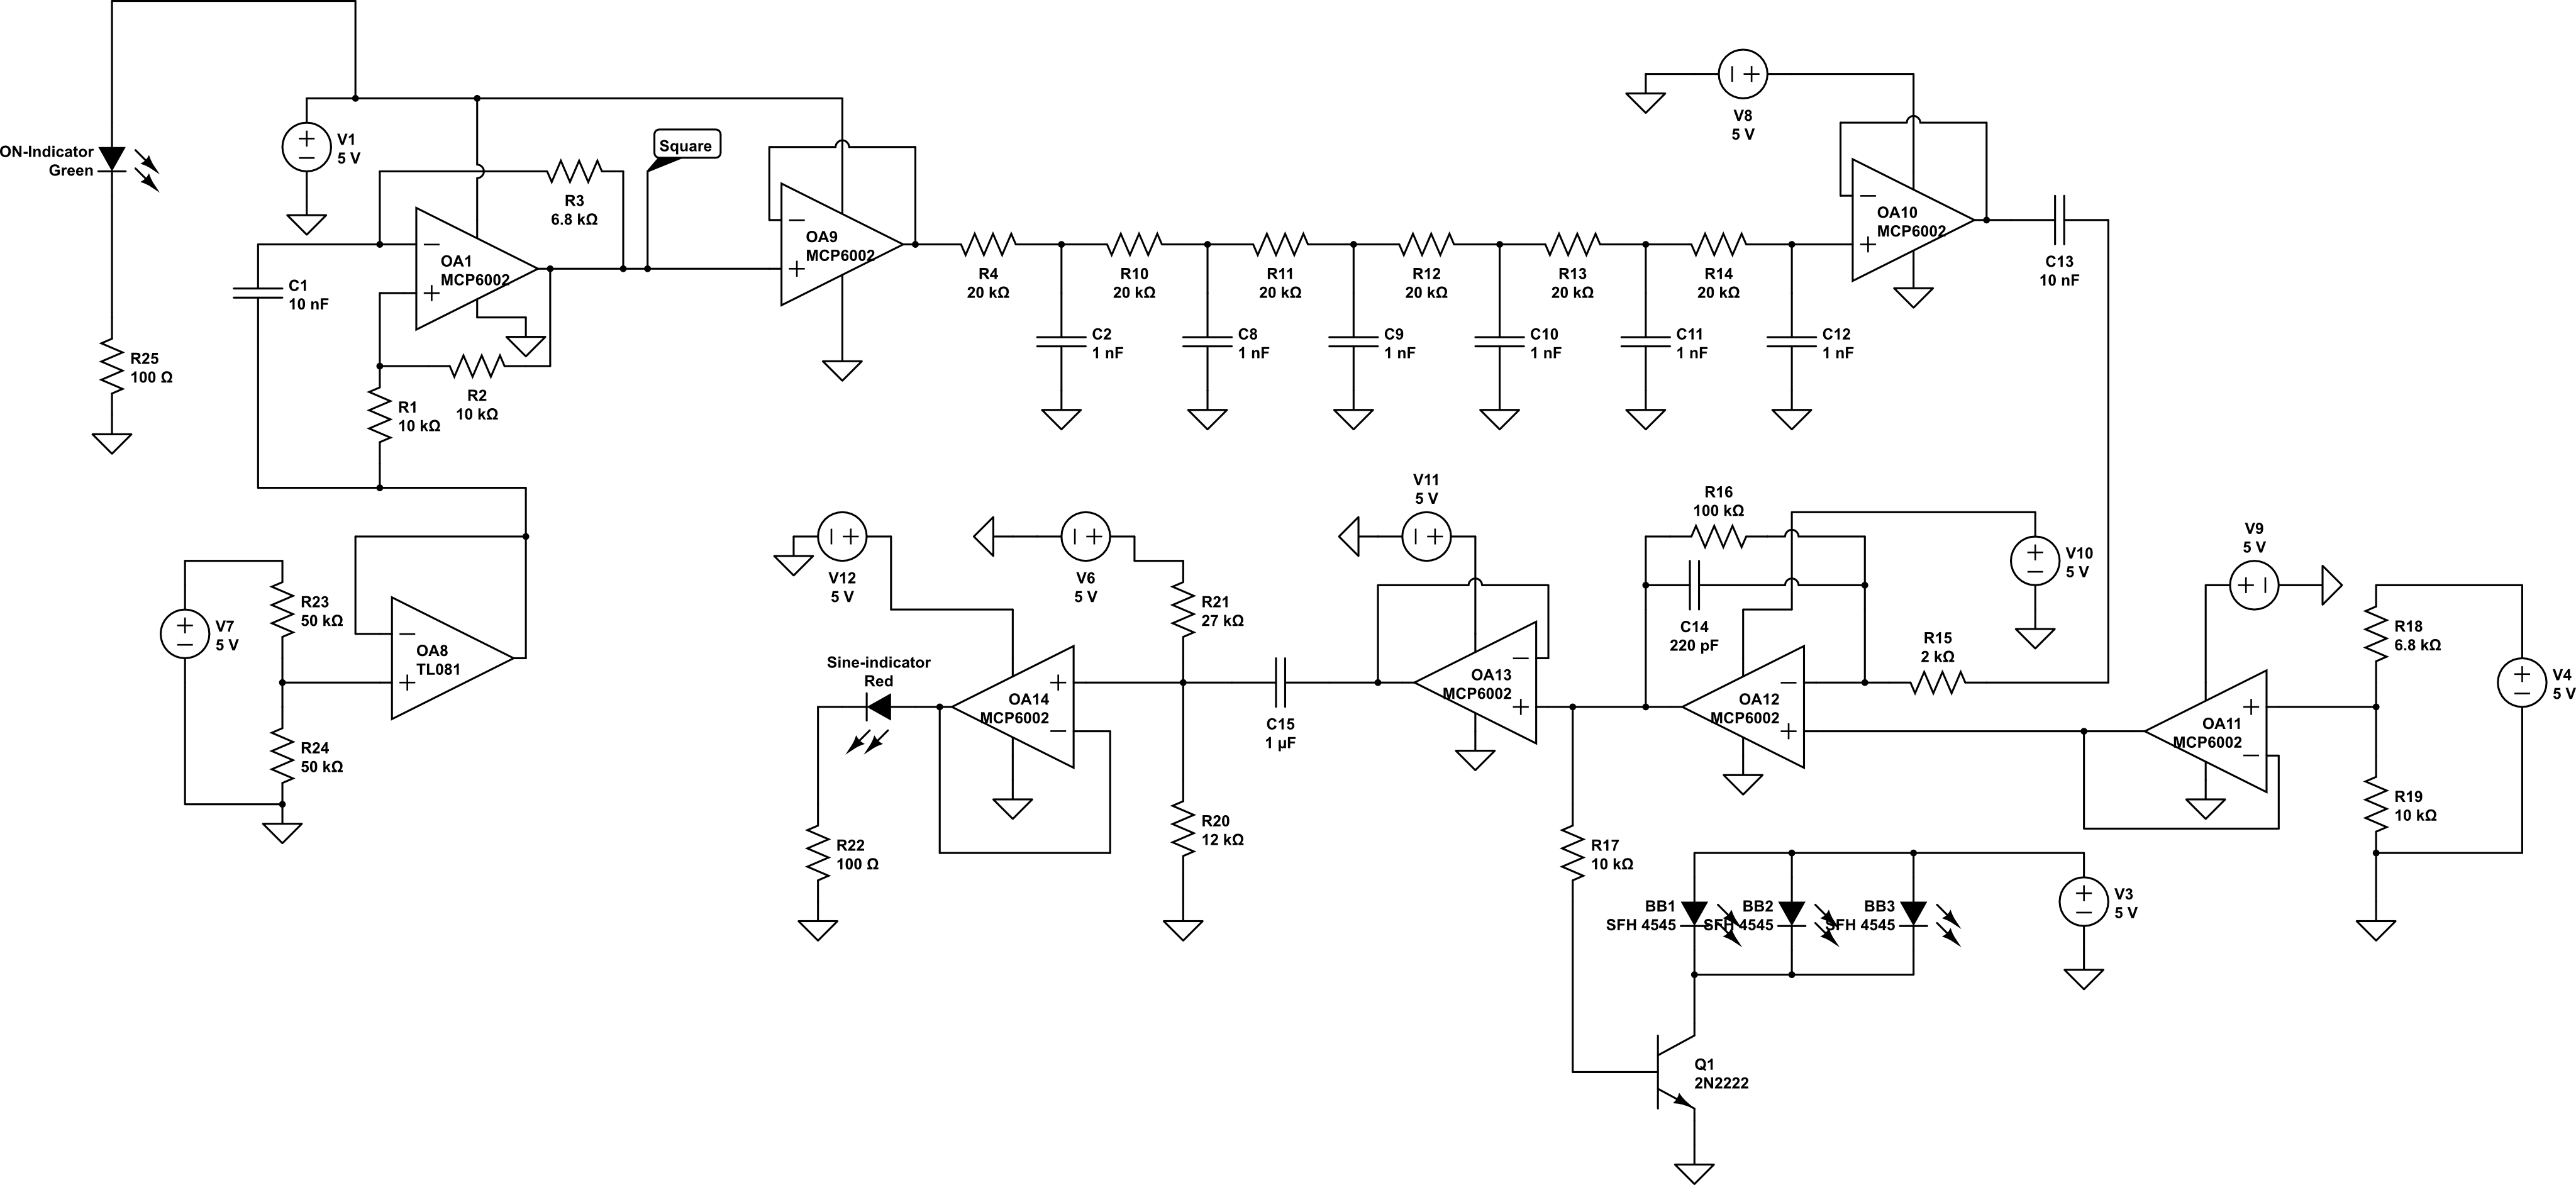 V8
5 V
ON-Indicator
Green
V1
5 V
Square
R3
6.8 kΩ
OA1
MCP6002
OA9
MCP6002
OA10
MCP6002
C1
10 nF
R4
20 kΩ
R10
20 kΩ
R11
20 kΩ
R12
20 kΩ
R13
20 kΩ
R14
20 kΩ
C13
10 nF
C2
1 nF
C8
1 nF
C9
1 nF
C10
1 nF
C11
1 nF
C12
1 nF
R25
100 Ω
R2
10 kΩ
R1
10 kΩ
V11
5 V
R16
100 kΩ
V9
5 V
V10
5 V
V12
5 V
V6
5 V
R23
50 kΩ
R21
27 kΩ
C14
220 pF
V7
5 V
R15
2 kΩ
R18
6.8 kΩ
OA8
TL081
Sine-indicator
Red
OA14
MCP6002
OA13
MCP6002
OA12
MCP6002
OA11
MCP6002
V4
5 V
C15
1 µF
R24
50 kΩ
R19
10 kΩ
R20
12 kΩ
R22
100 Ω
R17
10 kΩ
BB1
SFH 4545
BB2
SFH 4545
BB3
SFH 4545
V3
5 V
Q1
2N2222